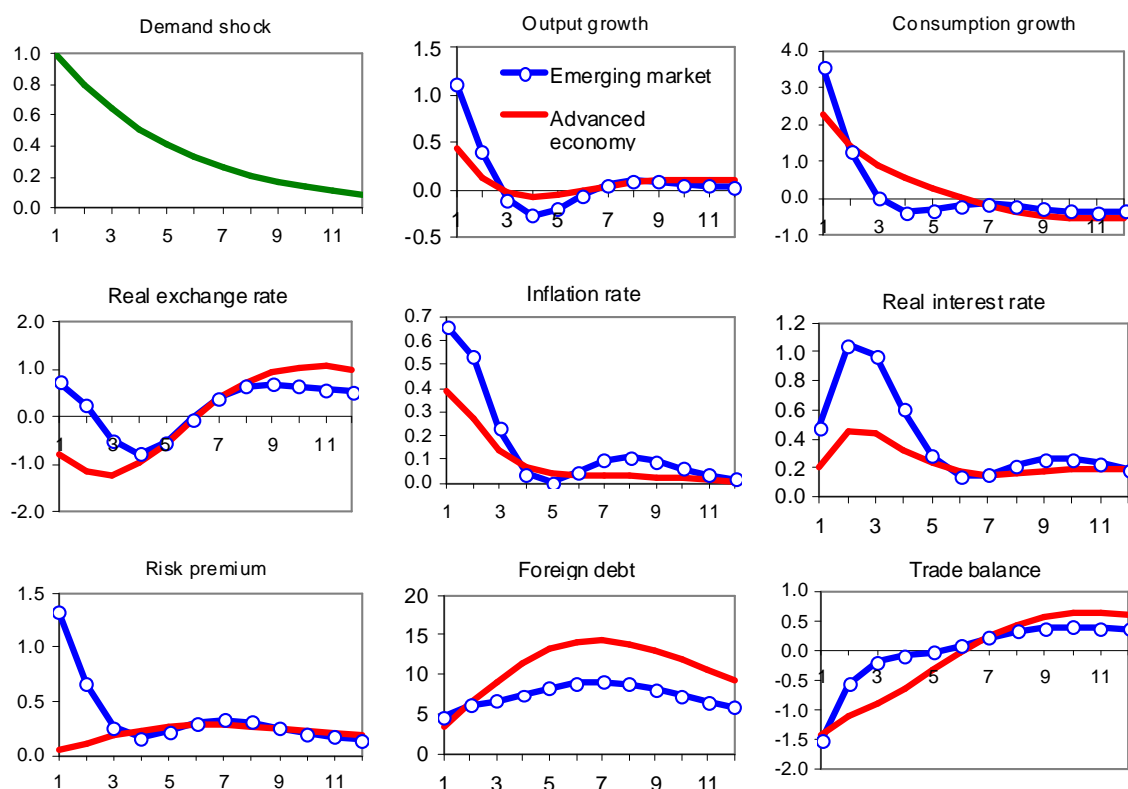 Demand shock
1.0
0.8
0.6
0.4
0.2
0.0
1 3 5 7 9 11
Output growth
1.5
1.0
0.5
0.0
-0.5
Emerging market
Advanced
economy
1 3 5 7 9 11
Consumption growth
4.0
3.0
2.0
1.0
0.0
-1.0
1 3 5 7 9 11
Real exchange rate
2.0
1.0
0.0
-1.0
-2.0
1 3 5 7 9 11
Inflation rate
0.7
0.6
0.5
0.4
0.3
0.2
0.1
0.0
1 3 5 7 9 11
Real interest rate
1.2
1.0
0.8
0.6
0.4
0.2
0.0
1 3 5 7 9 11
Risk premium
1.5
1.0
0.5
0.0
1 3 5 7 9 11
Foreign debt
20
15
10
5
0
1 3 5 7 9 11
Trade balance
1.0
0.5
0.0
-0.5
-1.0
-1.5
-2.0
1 3 5 7 9 11